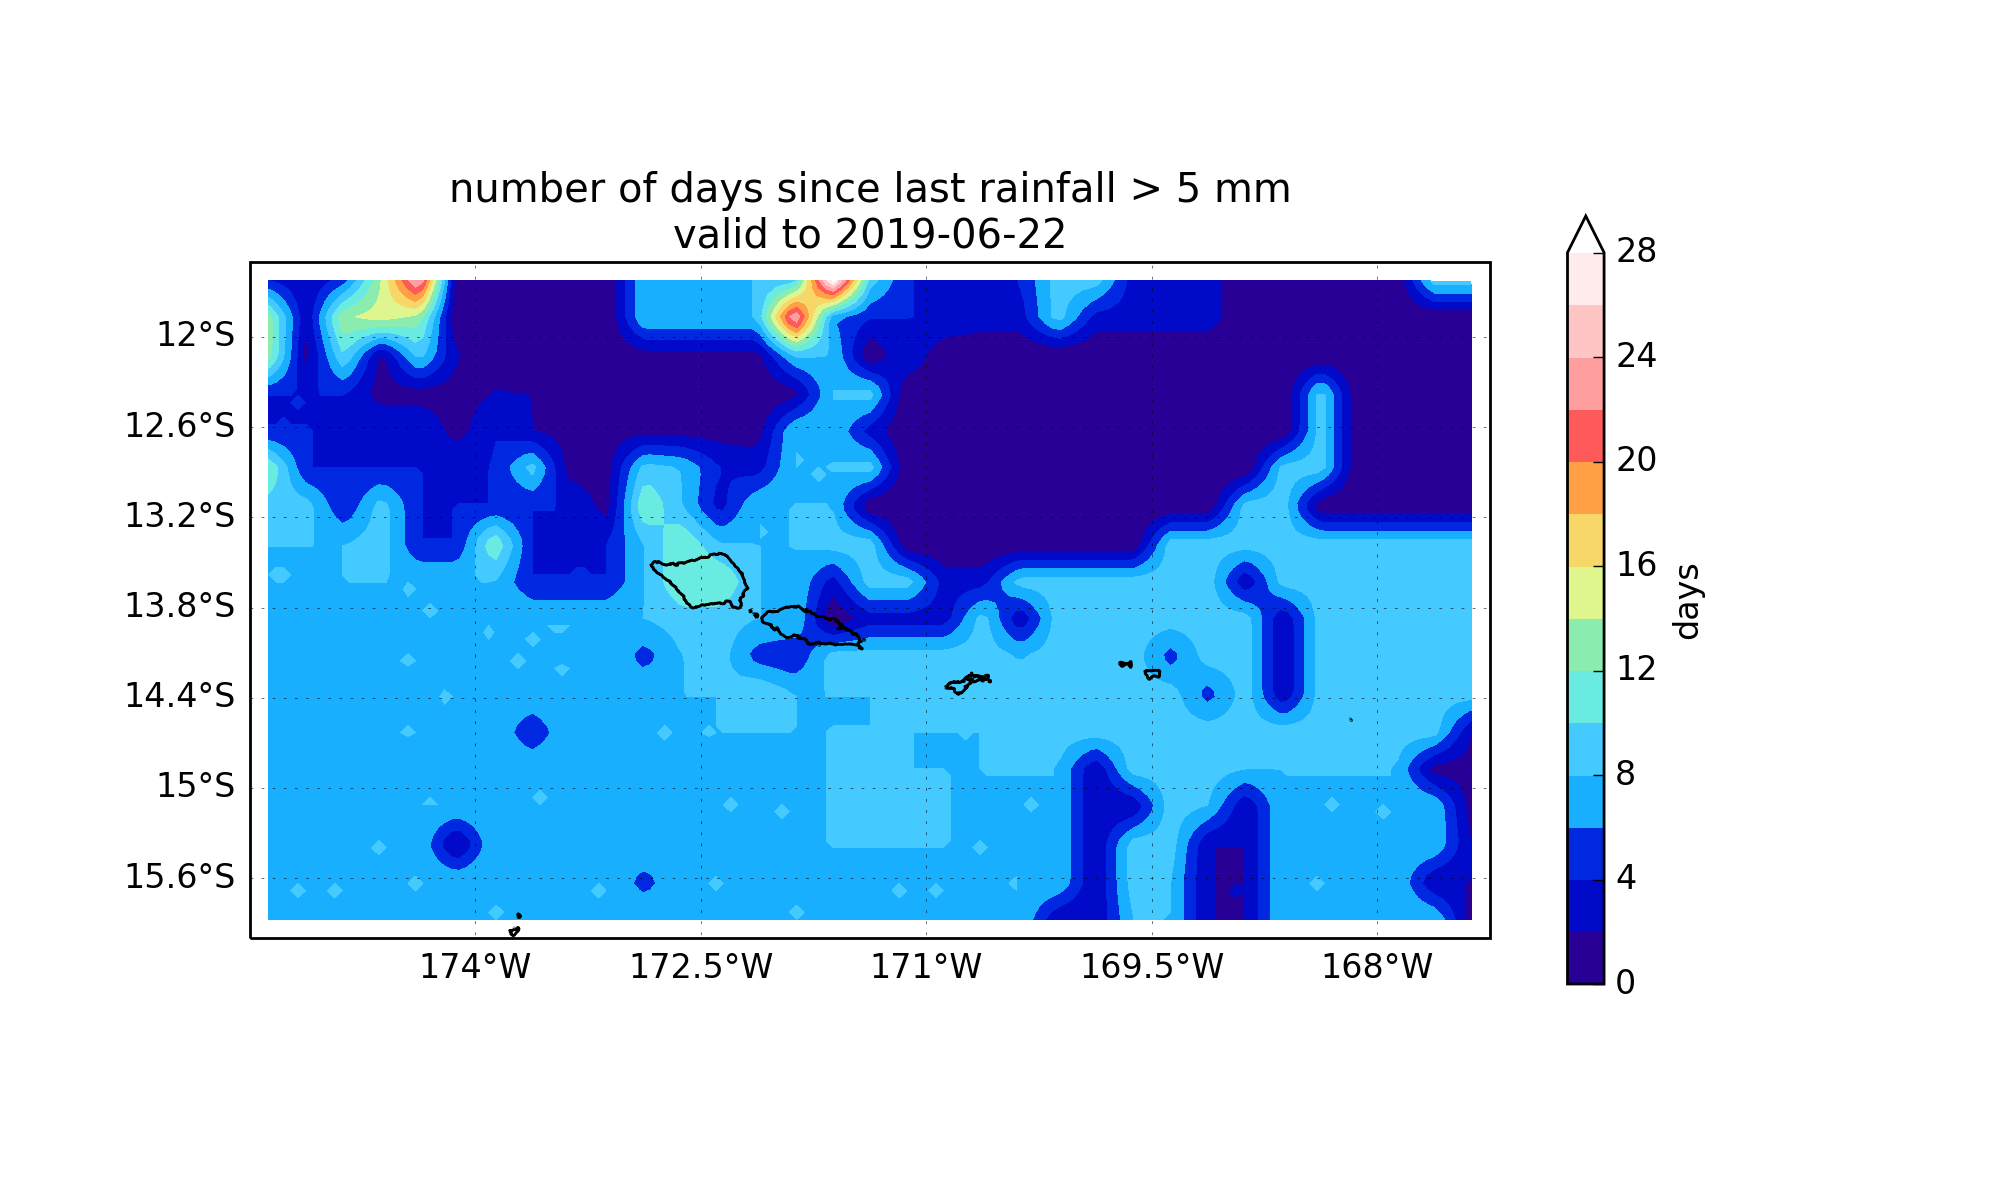 number of days since last rainfall > 5 mm
valid to 2019-06-22
12°S
12.6°S
13.2°S
13.8°S
14.4°S
15°S
15.6°S
174°W
172.5°W
171°W
169.5°W
168°W
28
24
20
16
12
8
4
0
days